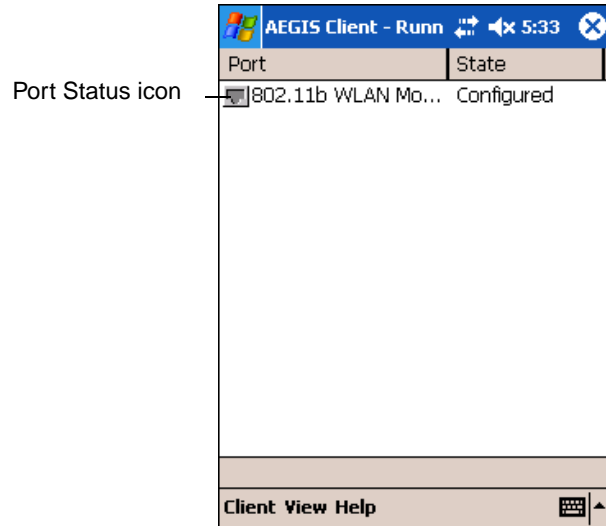 AEGIS Client - Runn 5:33
Port State
Port Status icon
802.11b WLAN Mo... Configured
Client View Help